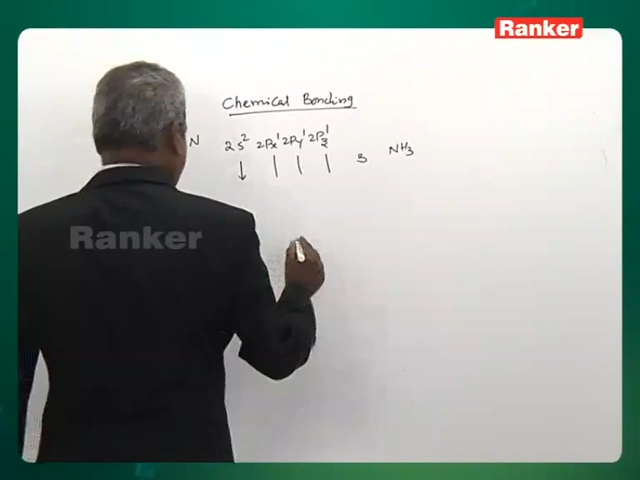 Ranker
Chemical Bonding
N 2s² 2Px¹ 2Py¹ 2Pz¹
3 NH3
Ranker